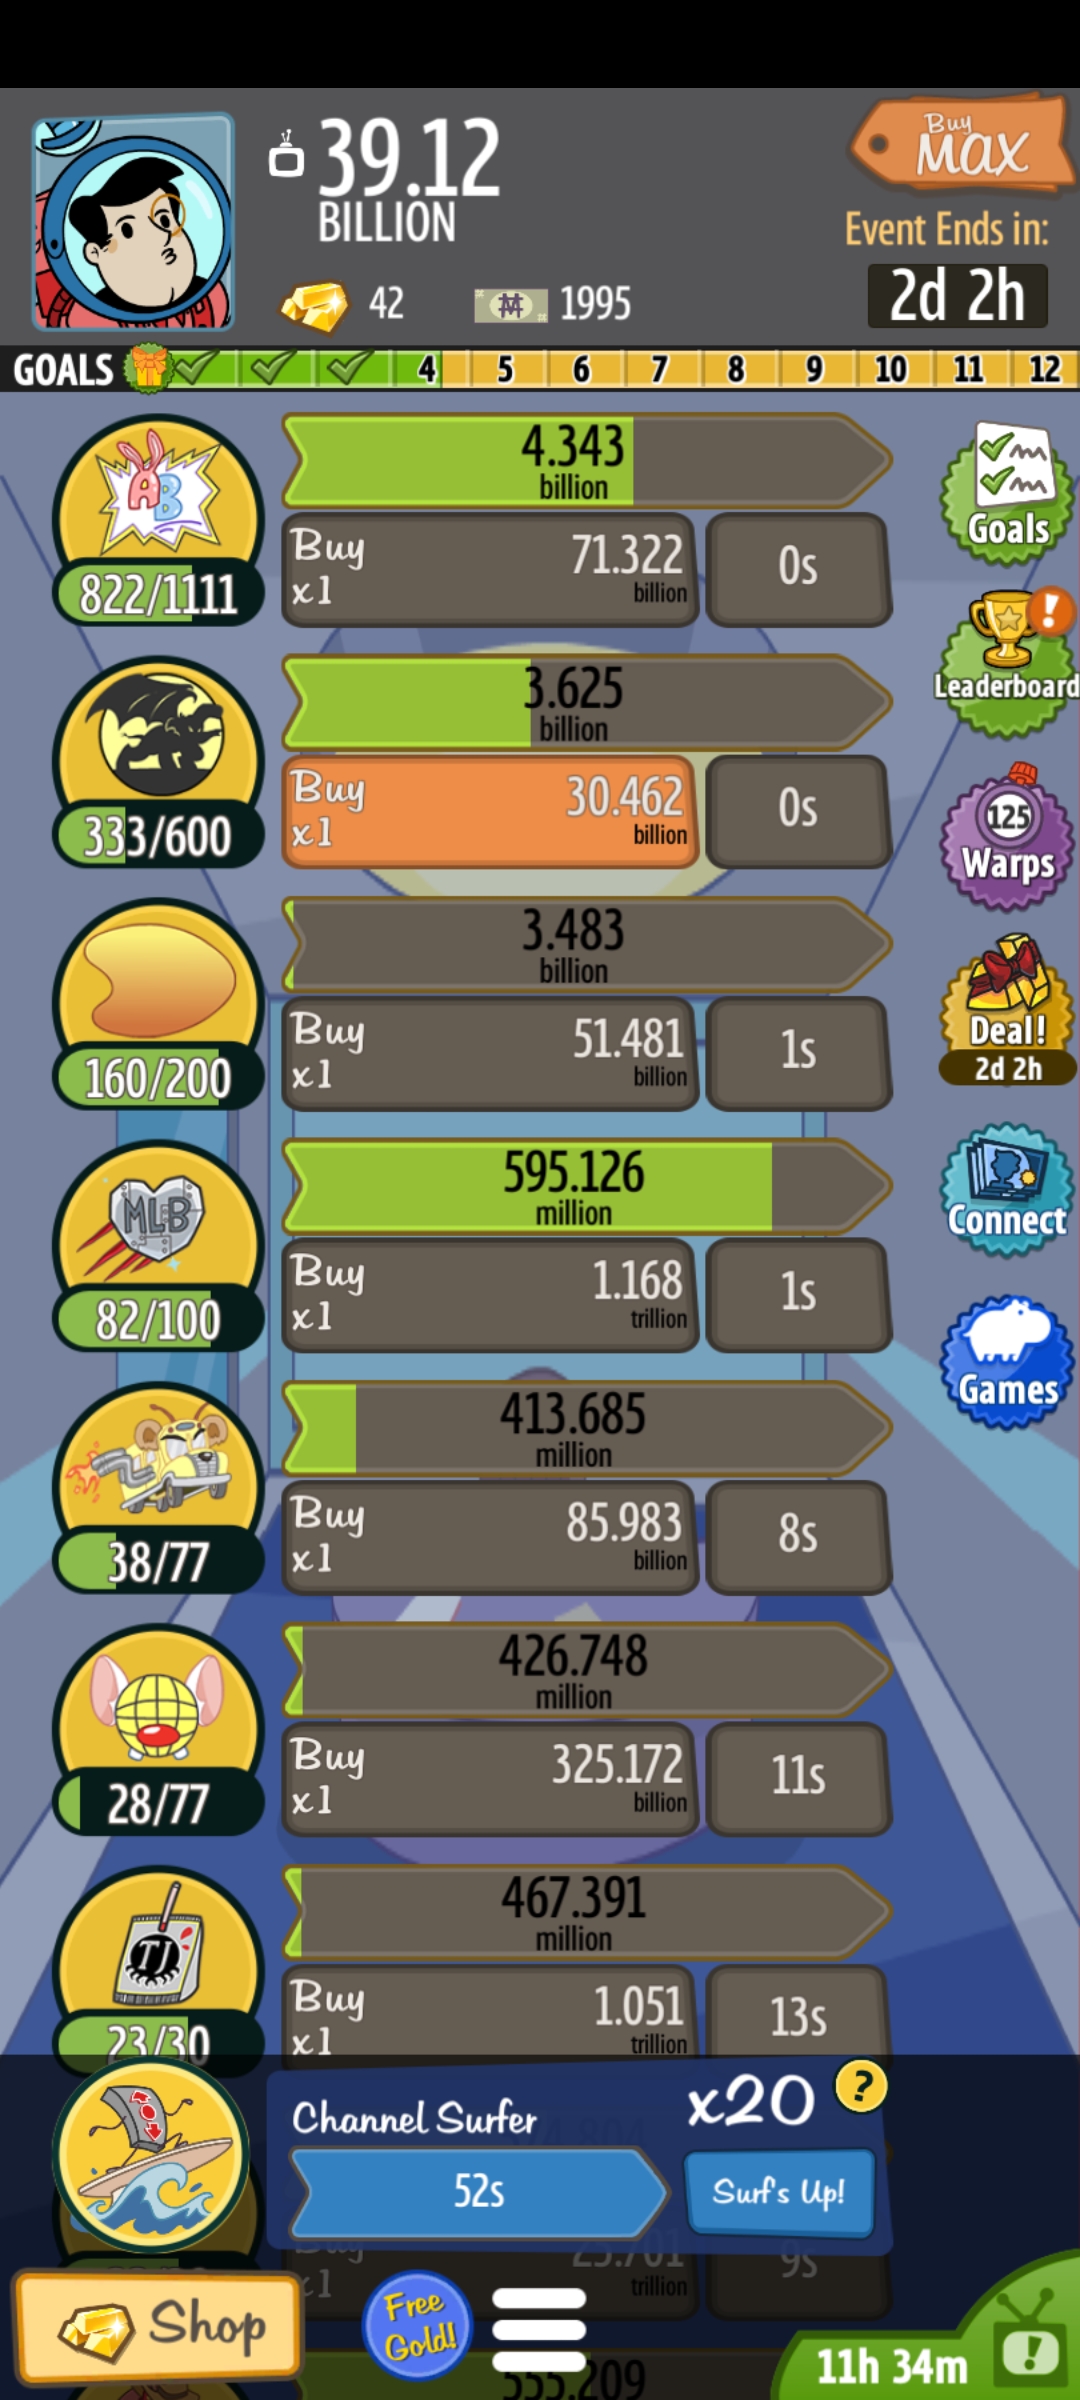 39.12
BILLION
Buy
MAX
Event Ends in:
2d 2h
42
1995
GOALS
4
5
6
7
8
9
10
11
12
AB
822/1111
4.343
billion
Buy
x1
71.322
billion
0s
Goals
333/600
3.625
billion
Buy
x1
30.462
billion
0s
!
Leaderboard
160/200
3.483
billion
Buy
x1
51.481
billion
1s
125
Warps
Deal!
2d 2h
MLB
82/100
595.126
million
Buy
x1
1.168
trillion
1s
Connect
38/77
413.685
million
Buy
x1
85.983
billion
8s
Games
28/77
426.748
million
Buy
x1
325.172
billion
11s
TJ
23/30
467.391
million
Buy
x1
1.051
trillion
13s
Channel Surfer
x20
?
52s
Surf's Up!
Buy
x1
25.701
trillion
9s
Shop
Free
Gold!
555.209
11h 34m
!